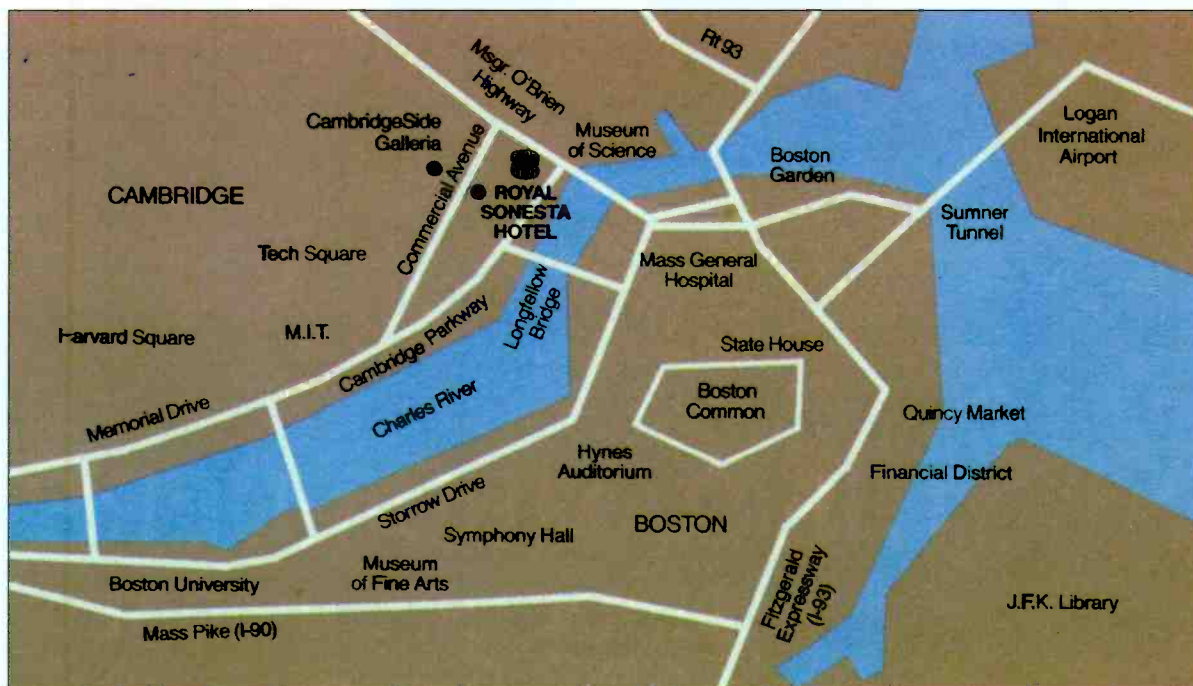 Rt 93
Msgr. O'Brien
Highway
CambridgeSide
Galleria
Museum
of Science
Logan
International
Airport
Boston
Garden
CAMBRIDGE
Commercial Avenue
ROYAL
SONESTA
HOTEL
Sumner
Tunnel
Tech Square
Mass General
Hospital
Longfellow
Bridge
Harvard Square
M.I.T.
Cambridge Parkway
State House
Boston
Common
Memorial Drive
Charles River
Quincy Market
Hynes
Auditorium
Financial District
Storrow Drive
Symphony Hall
BOSTON
Boston University
Museum
of Fine Arts
Fitzgerald
Expressway
(I-93)
J.F.K. Library
Mass Pike (I-90)